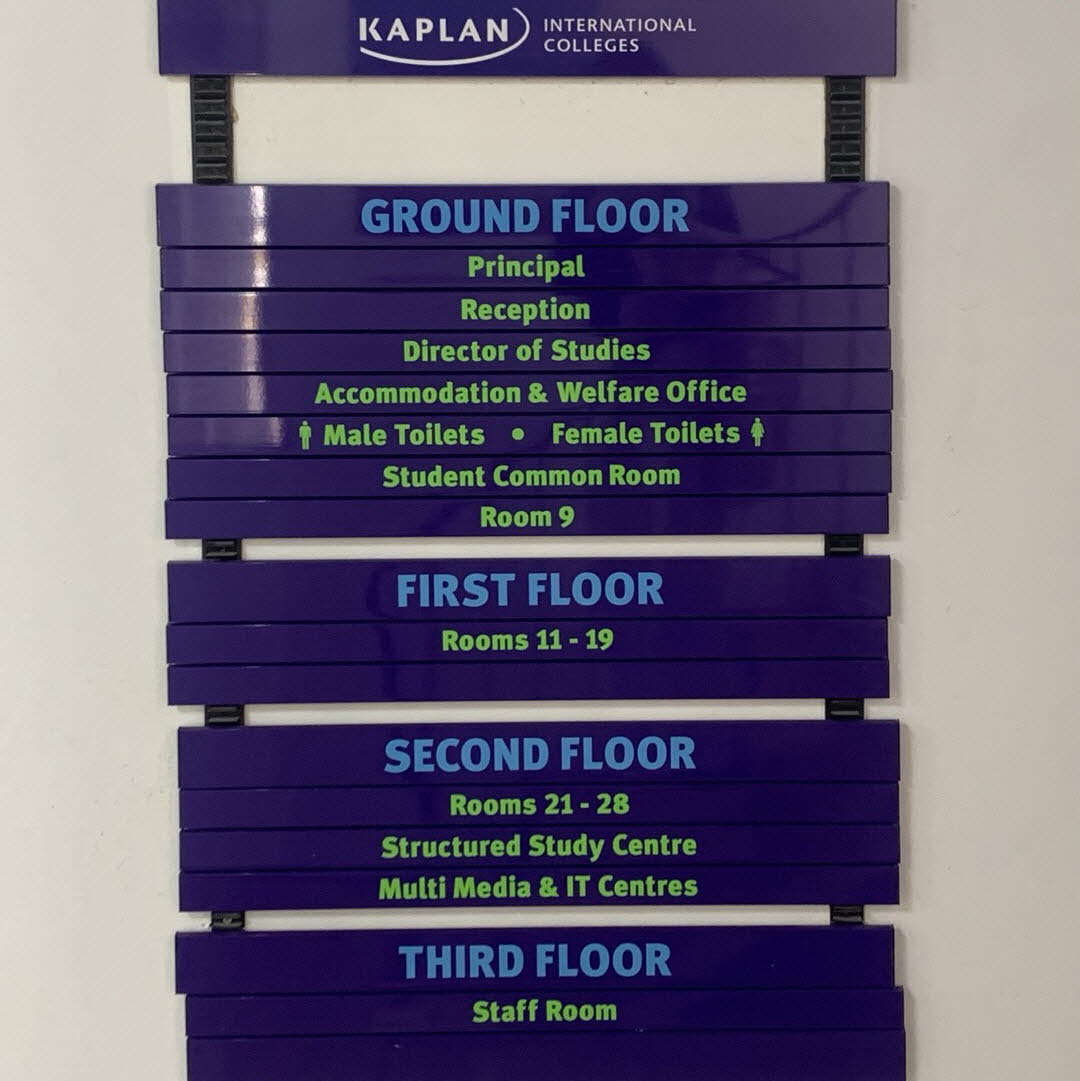 KAPLAN INTERNATIONAL
COLLEGES
GROUND FLOOR
Principal
Reception
Director of Studies
Accommodation & Welfare Office
Male Toilets • Female Toilets
Student Common Room
Room 9
FIRST FLOOR
Rooms 11 - 19
SECOND FLOOR
Rooms 21 - 28
Structured Study Centre
Multi Media & IT Centres
THIRD FLOOR
Staff Room